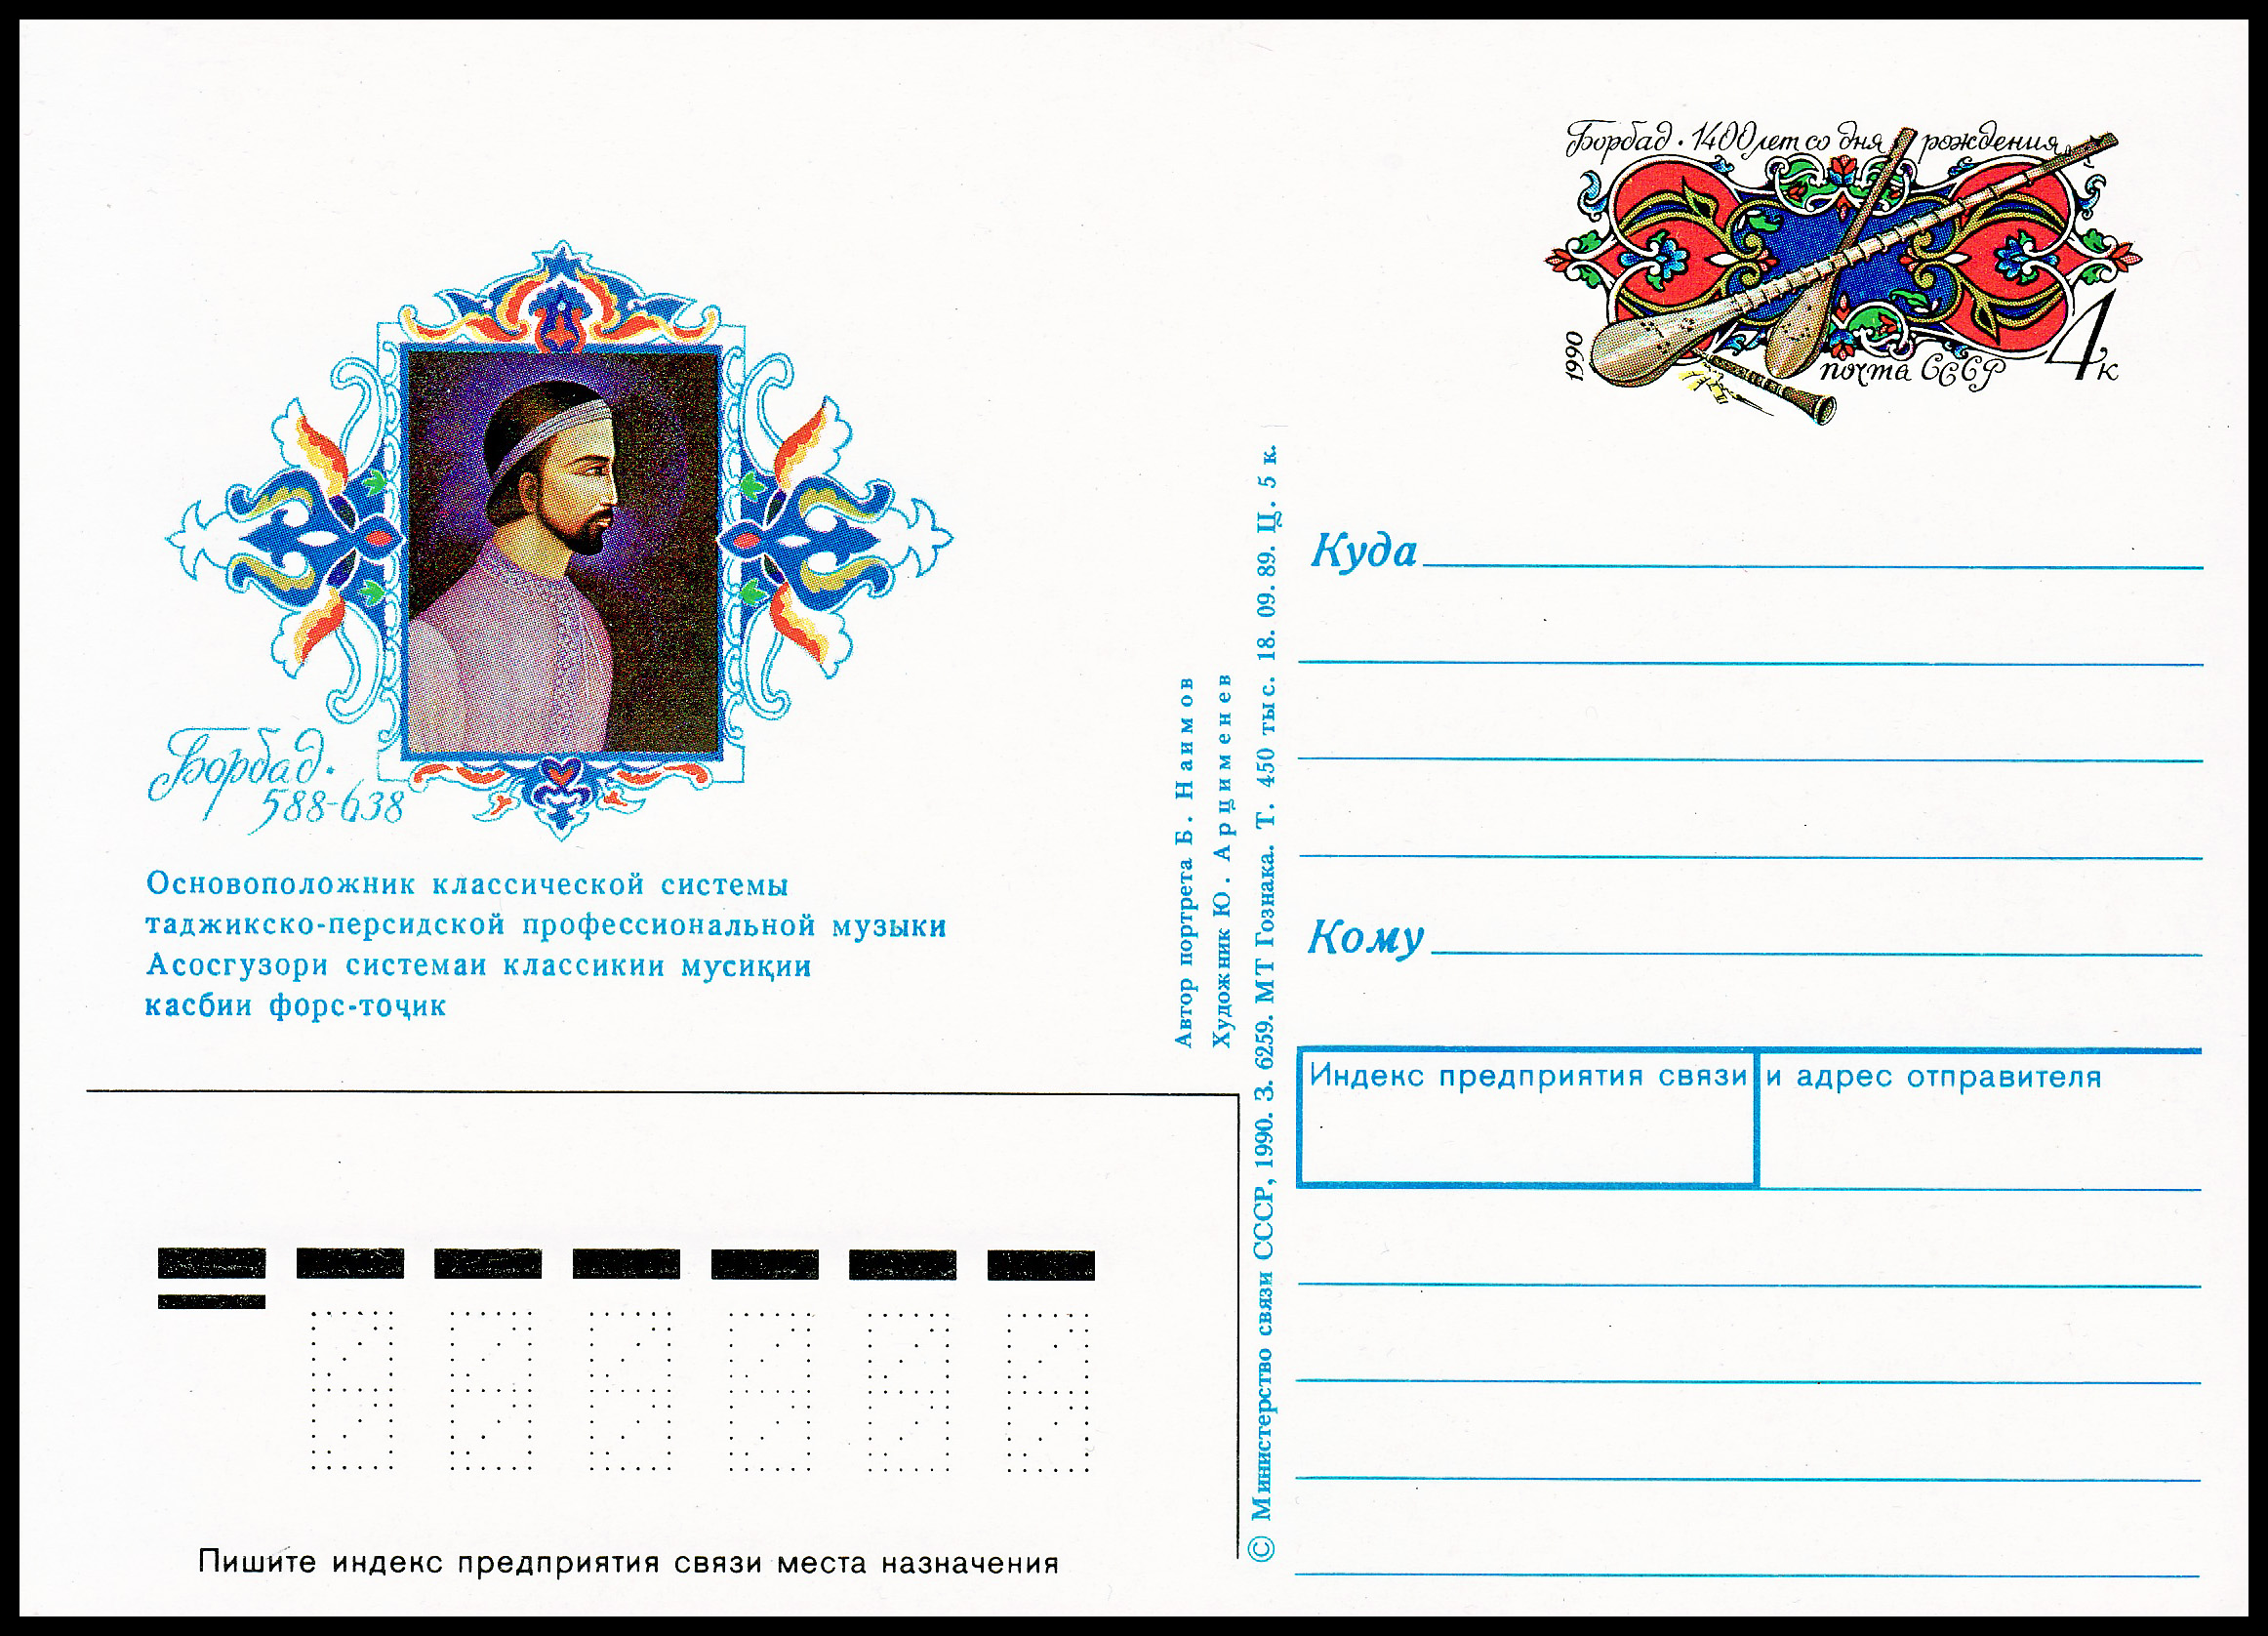 Борбад · 1400 лет со дня рождения
1990
почта СССР
4 к
Борбад.
588-638
Основоположник классической системы
таджикско-персидской профессиональной музыки
Асосгузори системаи классикии мусиқии
касбии форс-тоҷик
Автор портрета Б. Наимов
Художник Ю. Арцименев
© Министерство связи СССР, 1990. З. 6259. МТ Гознака. Т. 450 тыс. 18. 09. 89. Ц. 5 к.
Куда
Кому
Индекс предприятия связи и адрес отправителя
Пишите индекс предприятия связи места назначения